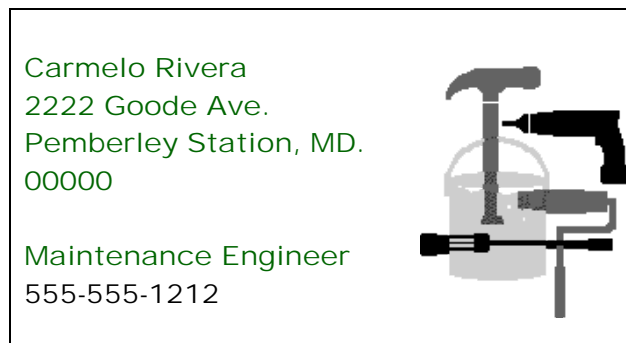 Carmelo Rivera
2222 Goode Ave.
Pemberley Station, MD.
00000
Maintenance Engineer
555-555-1212